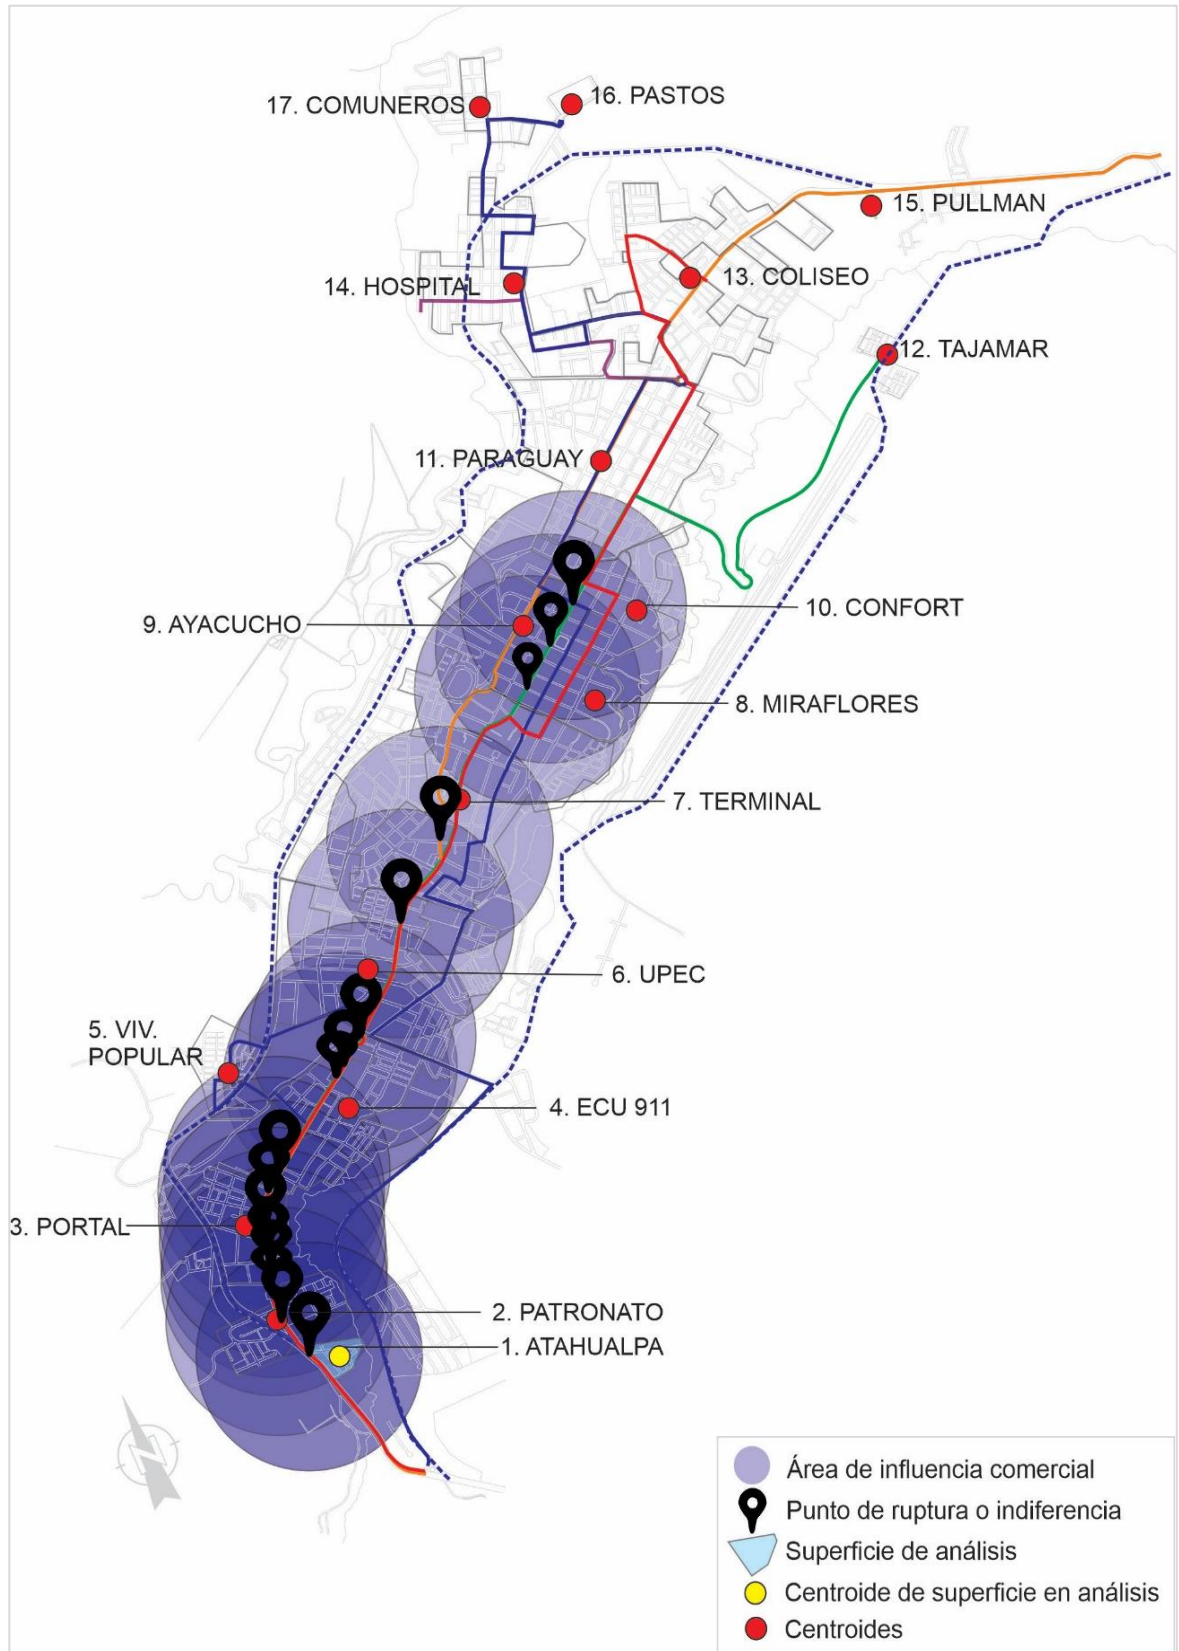 17. COMUNEROS
16. PASTOS
15. PULLMAN
14. HOSPITAL
13. COLISEO
12. TAJAMAR
11. PARAGUAY
10. CONFORT
9. AYACUCHO
8. MIRAFLORES
7. TERMINAL
6. UPEC
5. VIV.
POPULAR
4. ECU 911
3. PORTAL
2. PATRONATO
1. ATAHUALPA
Área de influencia comercial
Punto de ruptura o indiferencia
Superficie de análisis
Centroide de superficie en análisis
Centroides